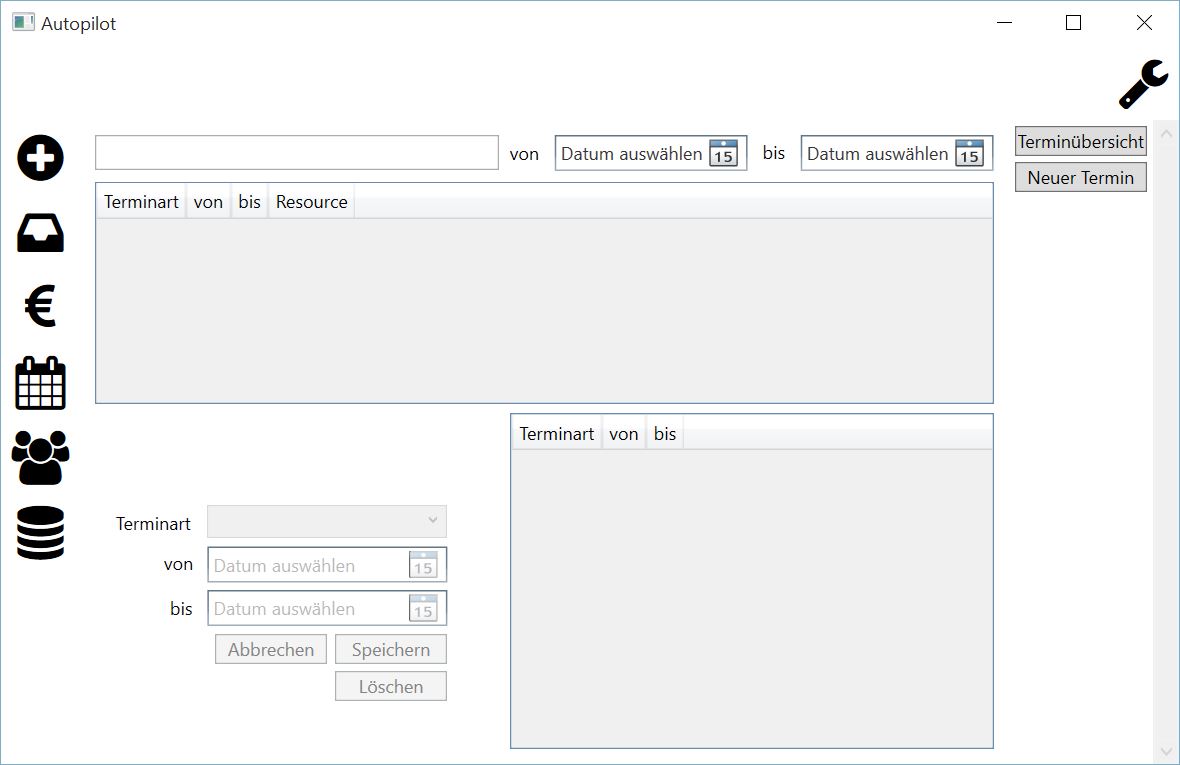 Autopilot
von Datum auswählen 15 bis Datum auswählen 15
Terminübersicht
Neuer Termin
Terminart von bis Resource
Terminart von bis
Terminart
von Datum auswählen 15
bis Datum auswählen 15
Abbrechen Speichern
Löschen